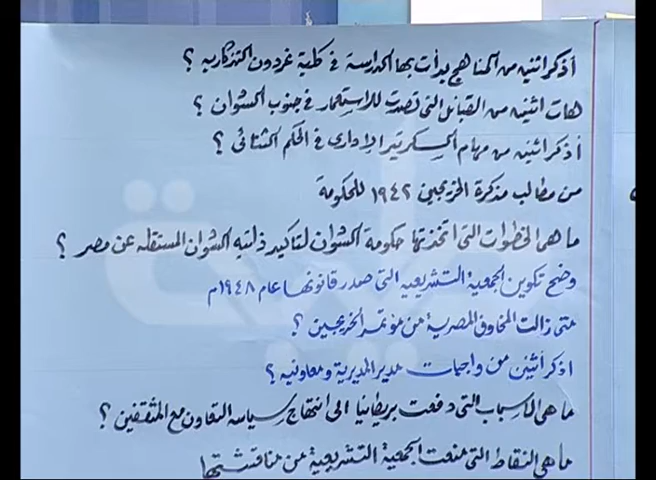 أذكر اثنين من المناهج بدأت بها الدراسة في كلية غردون التذكارية ؟
هات اثنين من القبائل التي تصدت للاستعمار في جنوب السودان ؟
أذكر اثنين من مهام السكرتير الإداري في الحكم الثنائي ؟
من مطالب مذكرة الخريجين ١٩٤٢ للحكومة
ما هي الخطوات التي اتخذتها حكومة السودان لتأكيد ذاتية السودان المستقله عن مصر ؟
وضح تكوين الجمعية التشريعية التي صدر قانونها عام ١٩٤٨م
متى زالت المخاوف المصرية من مؤتمر الخريجين ؟
اذكر أثنين من واجبات مدير المديرية ومعاونيه ؟
ما هي الأسباب التي دفعت بريطانيا الى انتهاج سياسه التعاون مع المثقفين ؟
ما هي النقاط التي منعت الجمعية التشريعية من مناقشتها